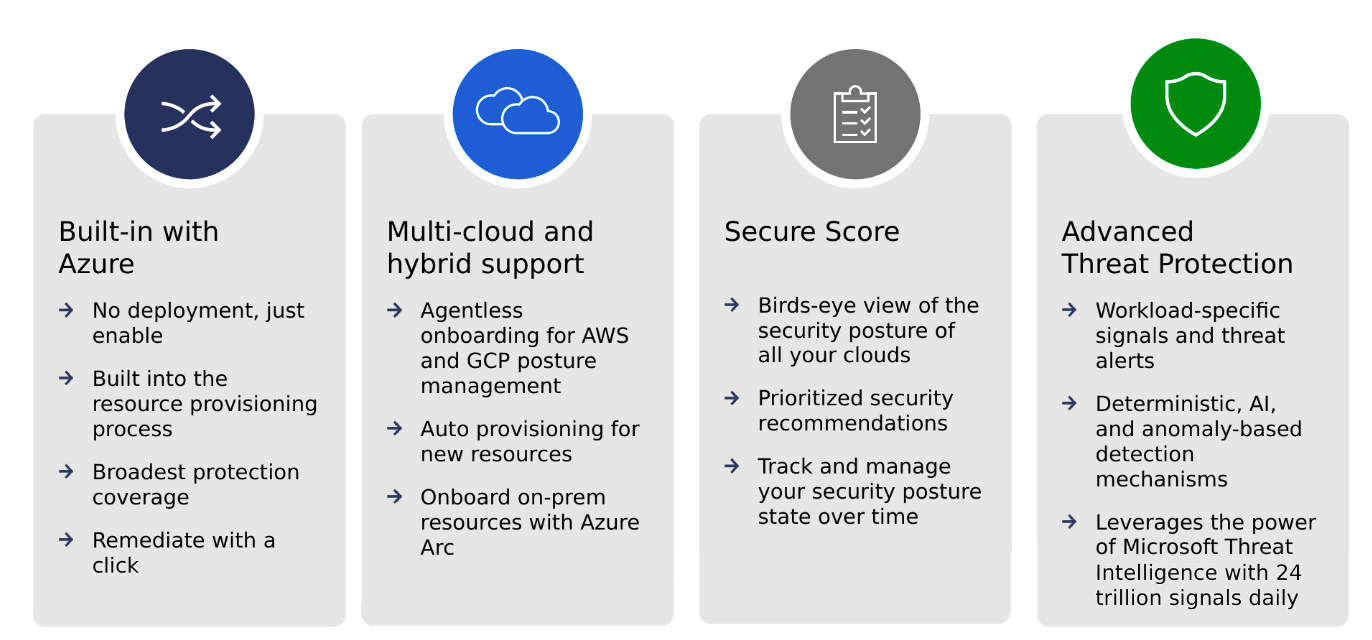 Built-in with
Azure
No deployment, just
enable
Built into the
resource provisioning
process
Broadest protection
coverage
Remediate with a
click
Multi-cloud and
hybrid support
Agentless
onboarding for AWS
and GCP posture
management
Auto provisioning for
new resources
Onboard on-prem
resources with Azure
Arc
Secure Score
Birds-eye view of the
security posture of
all your clouds
Prioritized security
recommendations
Track and manage
your security posture
state over time
Advanced
Threat Protection
Workload-specific
signals and threat
alerts
Deterministic, AI,
and anomaly-based
detection
mechanisms
Leverages the power
of Microsoft Threat
Intelligence with 24
trillion signals daily